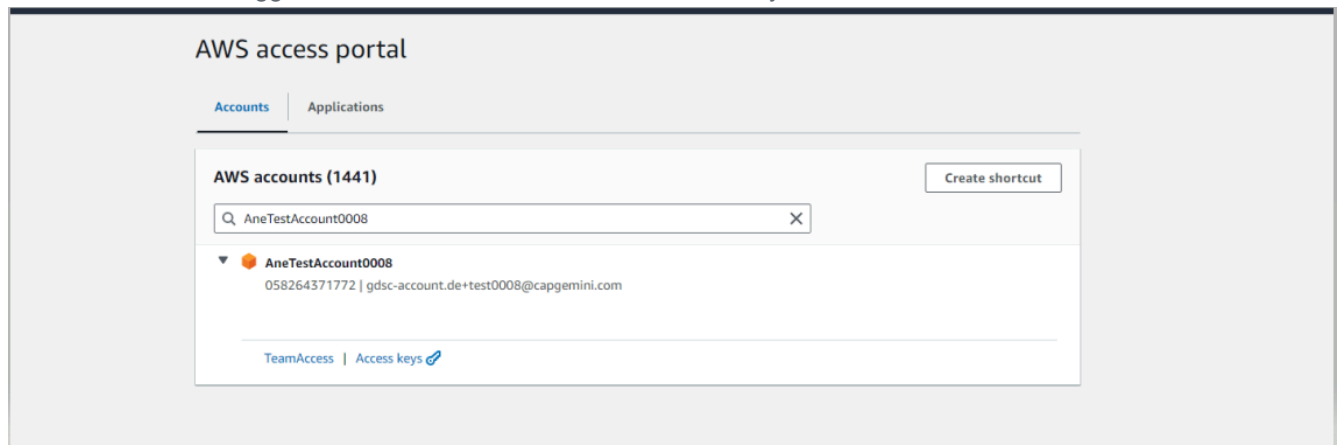 AWS access portal
Accounts
Applications
AWS accounts (1441)
Create shortcut
AneTestAccount0008
AneTestAccount0008
058264371772 | gdsc-account.de+test0008@capgemini.com
TeamAccess | Access keys